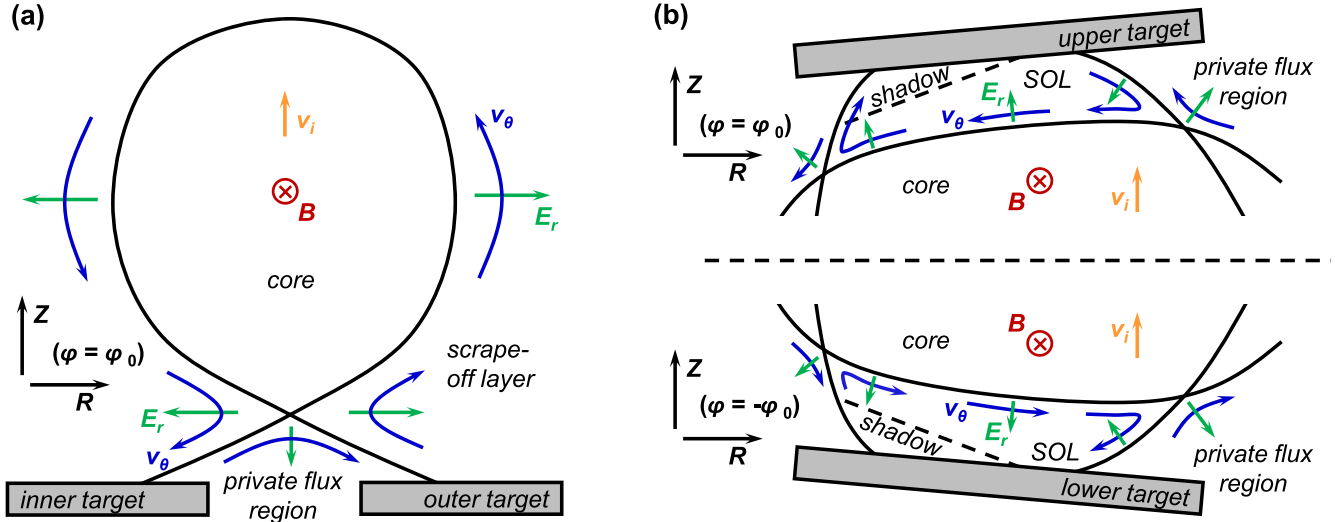 (a)
v_i
v_θ
B
E_r
core
Z
(φ = φ_0)
R
scrape-
off layer
E_r
v_θ
private flux
region
inner target
outer target
(b)
upper target
Z
shadow
SOL
private flux
region
E_r
v_θ
(φ = φ_0)
R
core
B
v_i
B
v_i
core
Z
(φ = -φ_0)
R
v_θ
E_r
shadow
SOL
private flux
region
lower target